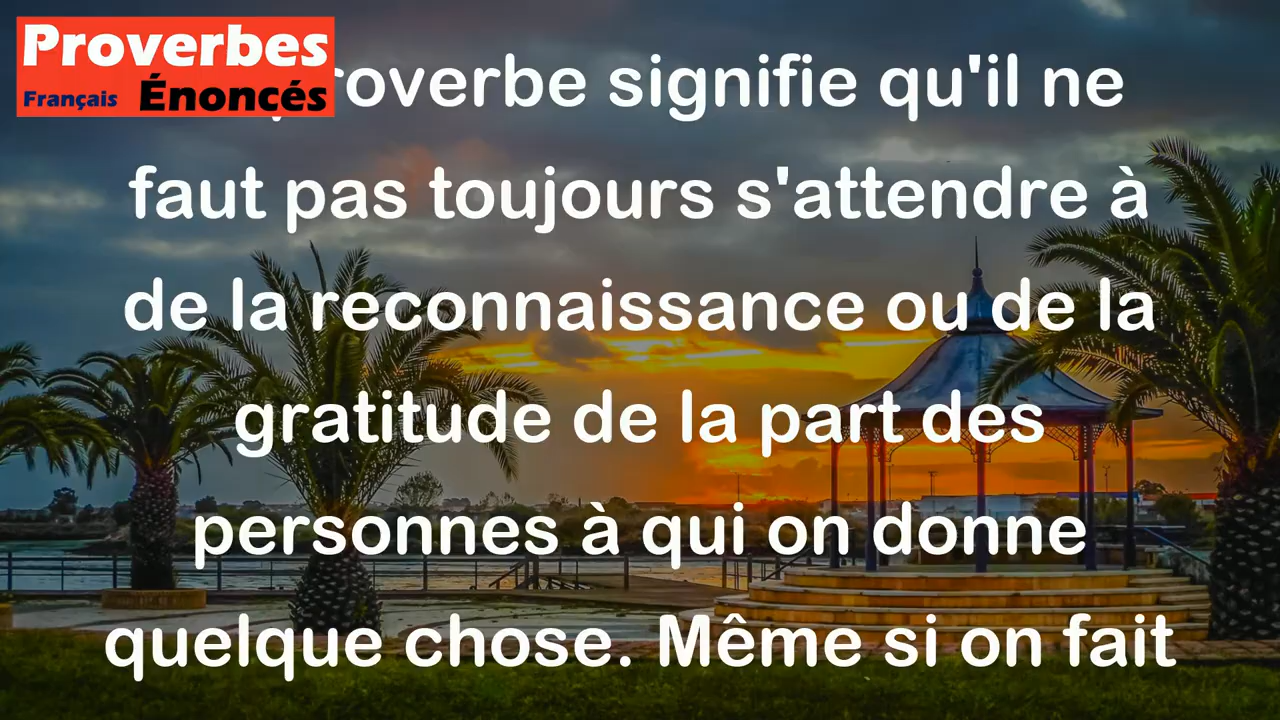 Proverbes
Français Énoncés
proverbe signifie qu'il ne
faut pas toujours s'attendre à
de la reconnaissance ou de la
gratitude de la part des
personnes à qui on donne
quelque chose. Même si on fait